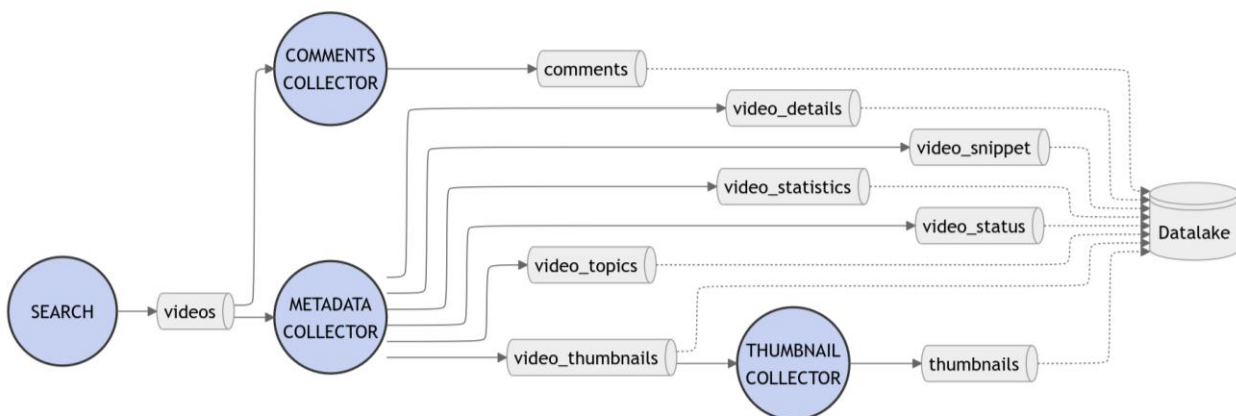 COMMENTS
COLLECTOR
comments
video_details
video_snippet
video_statistics
video_status
Datalake
video_topics
SEARCH
videos
METADATA
COLLECTOR
video_thumbnails
THUMBNAIL
COLLECTOR
thumbnails